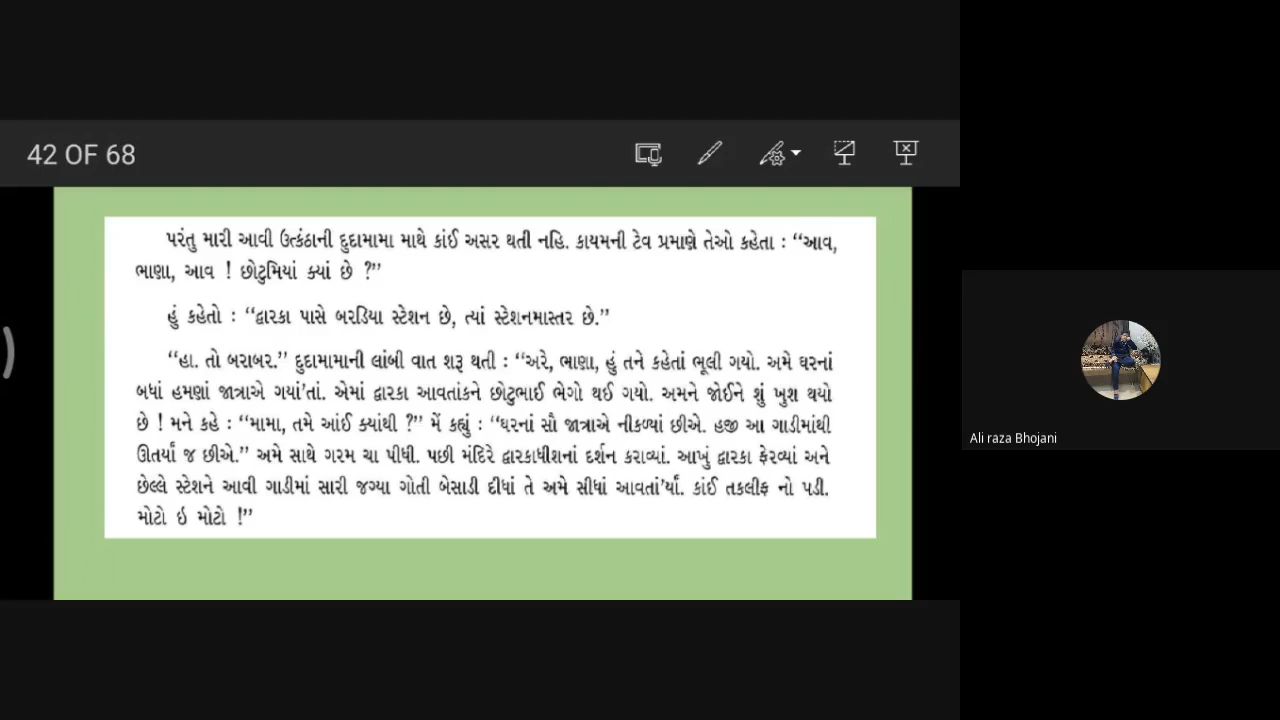 42 OF 68
પરંતુ મારી આવી ઉત્કંઠાની દુદામામા માથે કાંઈ અસર થતી નહિ. કાયમની ટેવ પ્રમાણે તેઓ કહેતા : “આવ,
ભાણા, આવ ! છોટુમિયાં ક્યાં છે ?”
હું કહેતો : “દ્વારકા પાસે બરડિયા સ્ટેશન છે, ત્યાં સ્ટેશનમાસ્તર છે.”
“હા. તો બરાબર.” દુદામામાની લાંબી વાત શરૂ થતી : “અરે, ભાણા, હું તને કહેતાં ભૂલી ગયો. અમે ઘરનાં
બધાં હમણાં જાત્રાએ ગયાં’તાં. એમાં દ્વારકા આવતાંકને છોટુભાઈ ભેગો થઈ ગયો. અમને જોઈને શું ખુશ થયો
છે ! મને કહે : “મામા, તમે આંઈ ક્યાંથી ?” મેં કહ્યું : “ઘરનાં સૌ જાત્રાએ નીકળ્યાં છીએ. હજી આ ગાડીમાંથી
ઊતર્યાં જ છીએ.” અમે સાથે ગરમ ચા પીધી. પછી મંદિરે દ્વારકાધીશનાં દર્શન કરાવ્યાં. આખું દ્વારકા ફેરવ્યાં અને
છેલ્લે સ્ટેશને આવી ગાડીમાં સારી જગ્યા ગોતી બેસાડી દીધાં તે અમે સીધાં આવતાં’ર્યાં. કાંઈ તકલીફ નો પડી.
મોટો ઇ મોટો !”
Ali raza Bhojani